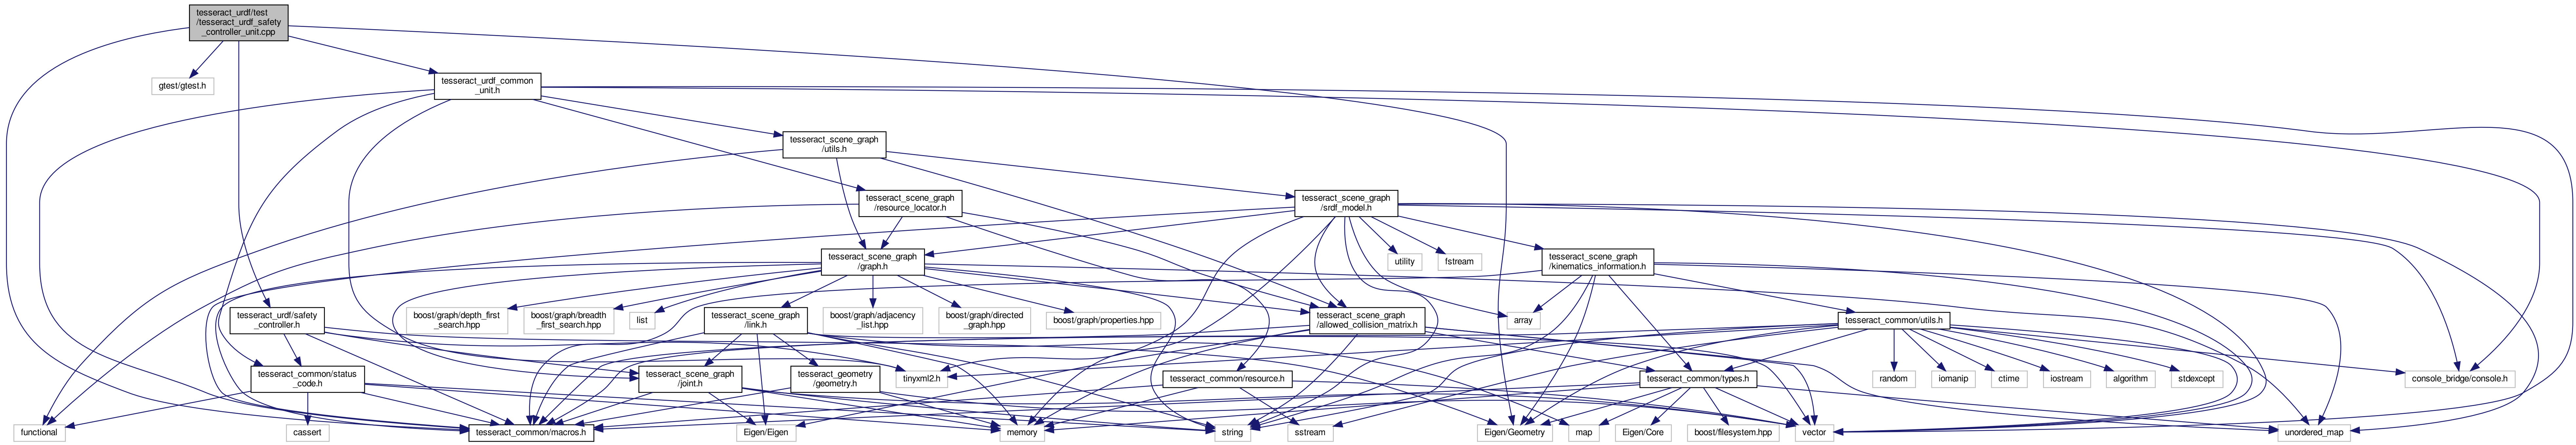 tesseract_urdf/test
/tesseract_urdf_safety
_controller_unit.cpp
gtest/gtest.h
tesseract_urdf_common
_unit.h
tesseract_scene_graph
/utils.h
tesseract_scene_graph
/resource_locator.h
tesseract_scene_graph
/srdf_model.h
tesseract_scene_graph
/graph.h
utility
fstream
tesseract_scene_graph
/kinematics_information.h
tesseract_urdf/safety
_controller.h
boost/graph/depth_first
_search.hpp
boost/graph/breadth
_first_search.hpp
list
tesseract_scene_graph
/link.h
boost/graph/adjacency
_list.hpp
boost/graph/directed
_graph.hpp
boost/graph/properties.hpp
tesseract_scene_graph
/allowed_collision_matrix.h
array
tesseract_common/utils.h
tesseract_common/status
_code.h
tesseract_scene_graph
/joint.h
tesseract_geometry
/geometry.h
tinyxml2.h
tesseract_common/resource.h
tesseract_common/types.h
random
iomanip
ctime
iostream
algorithm
stdexcept
console_bridge/console.h
functional
cassert
tesseract_common/macros.h
Eigen/Eigen
memory
string
sstream
Eigen/Geometry
map
Eigen/Core
boost/filesystem.hpp
vector
unordered_map